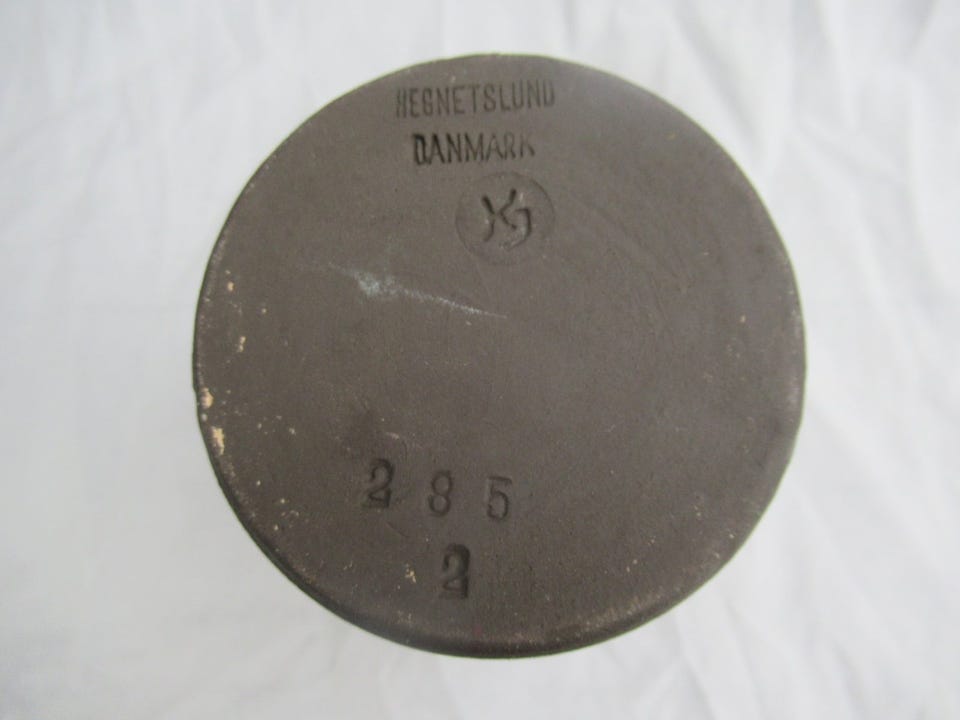 HEGNETSLUND
DANMARK
285
2